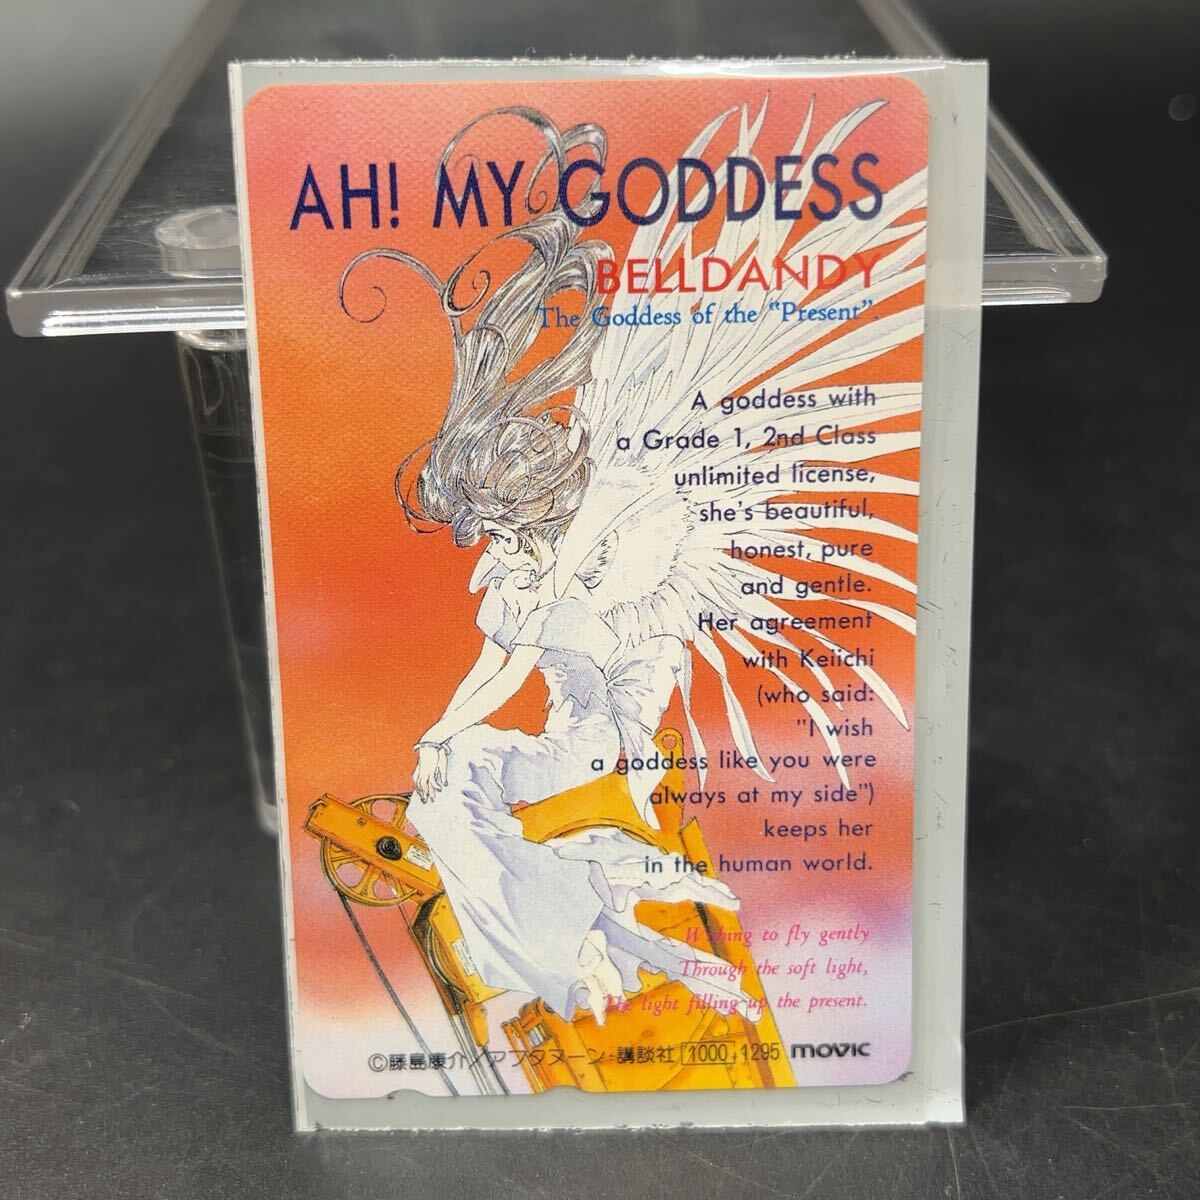 AH! MY GODDESS
BELLDANDY
The Goddess of the "Present".
A goddess with
a Grade 1, 2nd Class
unlimited license,
she's beautiful,
honest, pure
and gentle.
Her agreement
with Keiichi
(who said:
"I wish
a goddess like you were
always at my side")
keeps her
in the human world.
Wishing to fly gently
Through the soft light,
The light filling up the present.
©藤島康介/アフタヌーン・講談社 1000 1295 movic